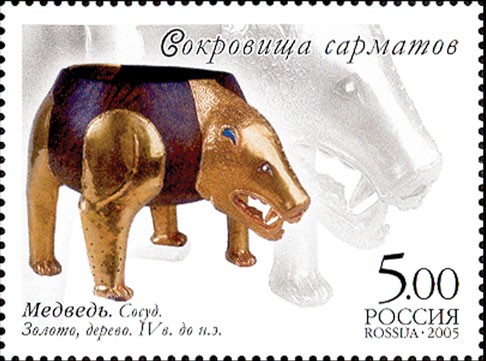 Сокровища сарматов
Медведь. Сосуд.
Золото, дерево. IV в. до н.э.
5.00
РОССИЯ
ROSSIJA • 2005